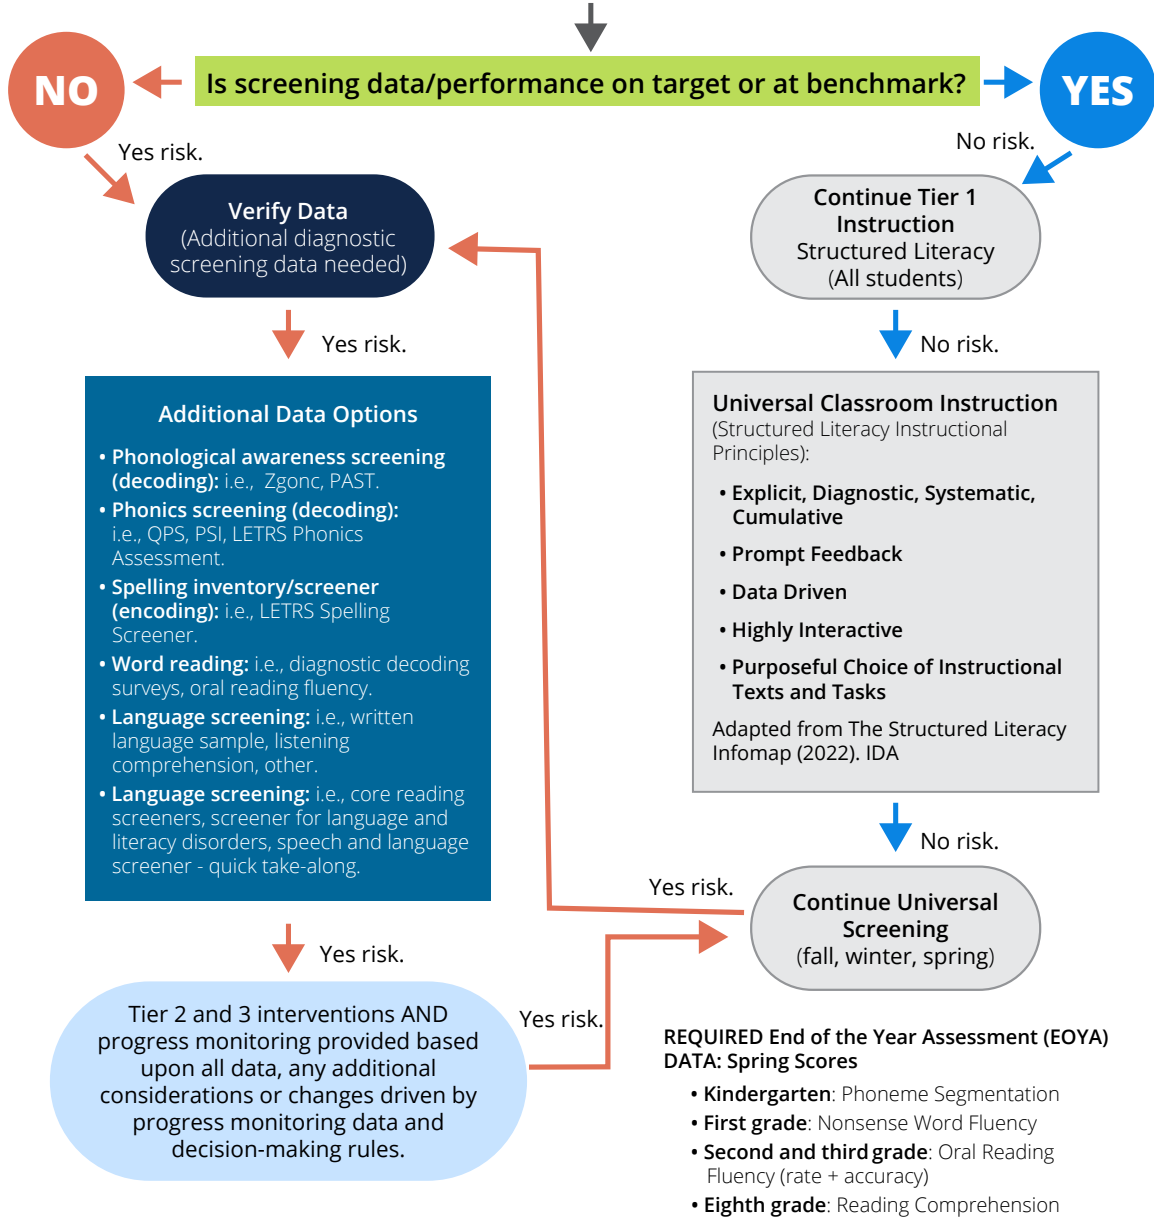 Is screening data/performance on target or at benchmark?
NO
YES
Yes risk.
No risk.
Verify Data
(Additional diagnostic
screening data needed)
Continue Tier 1
Instruction
Structured Literacy
(All students)
Yes risk.
No risk.
Additional Data Options
• Phonological awareness screening
(decoding): i.e., Zgonc, PAST.
• Phonics screening (decoding):
i.e., QPS, PSI, LETRS Phonics
Assessment.
• Spelling inventory/screener
(encoding): i.e., LETRS Spelling
Screener.
• Word reading: i.e., diagnostic decoding
surveys, oral reading fluency.
• Language screening: i.e., written
language sample, listening
comprehension, other.
• Language screening: i.e., core reading
screeners, screener for language and
literacy disorders, speech and language
screener - quick take-along.
Universal Classroom Instruction
(Structured Literacy Instructional
Principles):
• Explicit, Diagnostic, Systematic,
Cumulative
• Prompt Feedback
• Data Driven
• Highly Interactive
• Purposeful Choice of Instructional
Texts and Tasks
Adapted from The Structured Literacy
Infomap (2022). IDA
No risk.
Yes risk.
Continue Universal
Screening
(fall, winter, spring)
Yes risk.
Tier 2 and 3 interventions AND
progress monitoring provided based
upon all data, any additional
considerations or changes driven by
progress monitoring data and
decision-making rules.
Yes risk.
REQUIRED End of the Year Assessment (EOYA)
DATA: Spring Scores
• Kindergarten: Phoneme Segmentation
• First grade: Nonsense Word Fluency
• Second and third grade: Oral Reading
Fluency (rate + accuracy)
• Eighth grade: Reading Comprehension